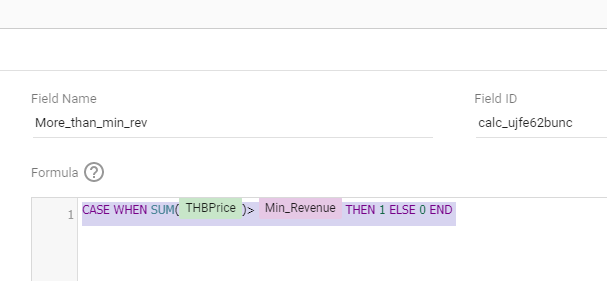 Field Name
Field ID
More_than_min_rev
calc_ujfe62bunc
Formula ?
1 CASE WHEN SUM( THBPrice )> Min_Revenue THEN 1 ELSE 0 END